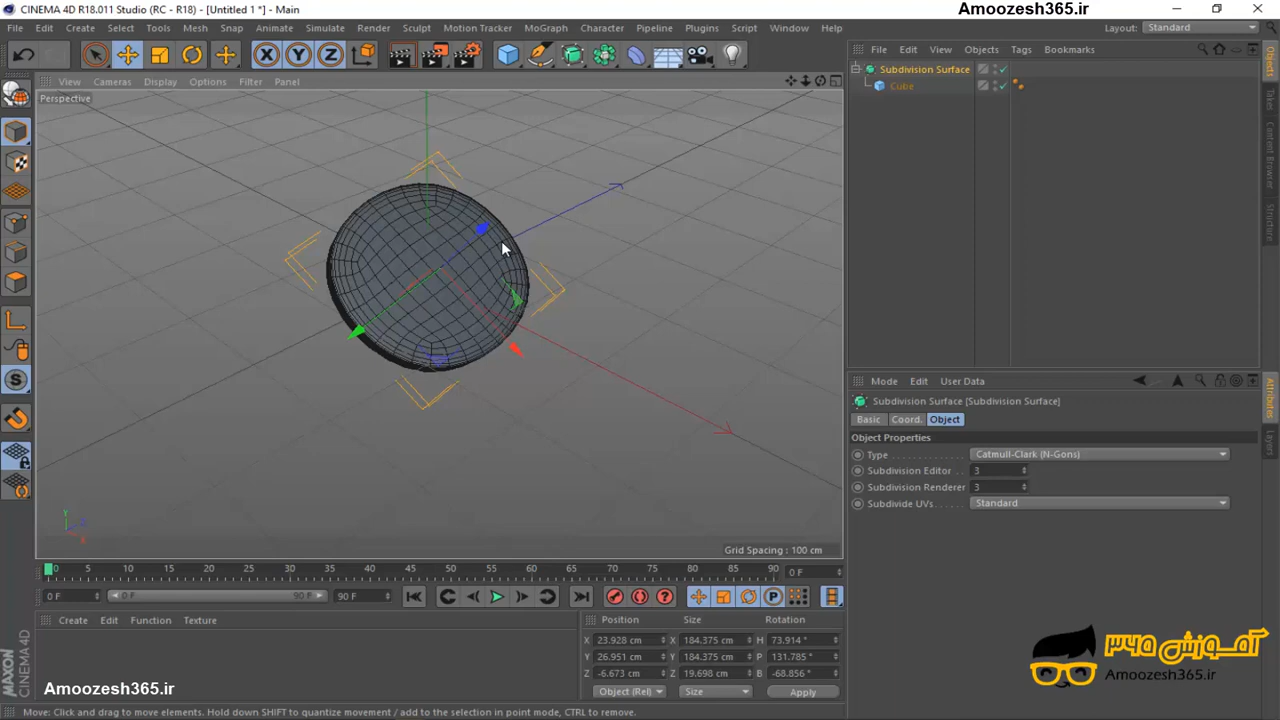 CINEMA 4D R18.011 Studio (RC - R18) - [Untitled 1 *] - Main
Amoozesh365.ir
File Edit Create Select Tools Mesh Snap Animate Simulate Render Sculpt Motion Tracker MoGraph Character Pipeline Plugins Script Window Help
Layout: Standard
X Y Z
File Edit View Objects Tags Bookmarks
Subdivision Surface
Cube
View Cameras Display Options Filter Panel
Perspective
Y
Z
X
Grid Spacing : 100 cm
Objects
Takes
Content Browser
Structure
Mode Edit User Data
Subdivision Surface [Subdivision Surface]
Basic Coord. Object
Object Properties
Type Catmull-Clark (N-Gons)
Subdivision Editor 3
Subdivision Renderer 3
Subdivide UVs Standard
Attributes
Layers
0 5 10 15 20 25 30 35 40 45 50 55 60 65 70 75 80 85 90 0 F
0 F 0 F 90 F 90 F
Create Edit Function Texture
Position Size Rotation
X 23.928 cm X 184.375 cm H 73.914 °
Y 26.951 cm Y 184.375 cm P 131.785 °
Z -6.673 cm Z 19.698 cm B -68.856 °
Object (Rel) Size Apply
MAXON CINEMA 4D
Amoozesh365.ir
آموزش ۳۶۵
Amoozesh365.ir
Move: Click and drag to move elements. Hold down SHIFT to quantize movement / add to the selection in point mode, CTRL to remove.